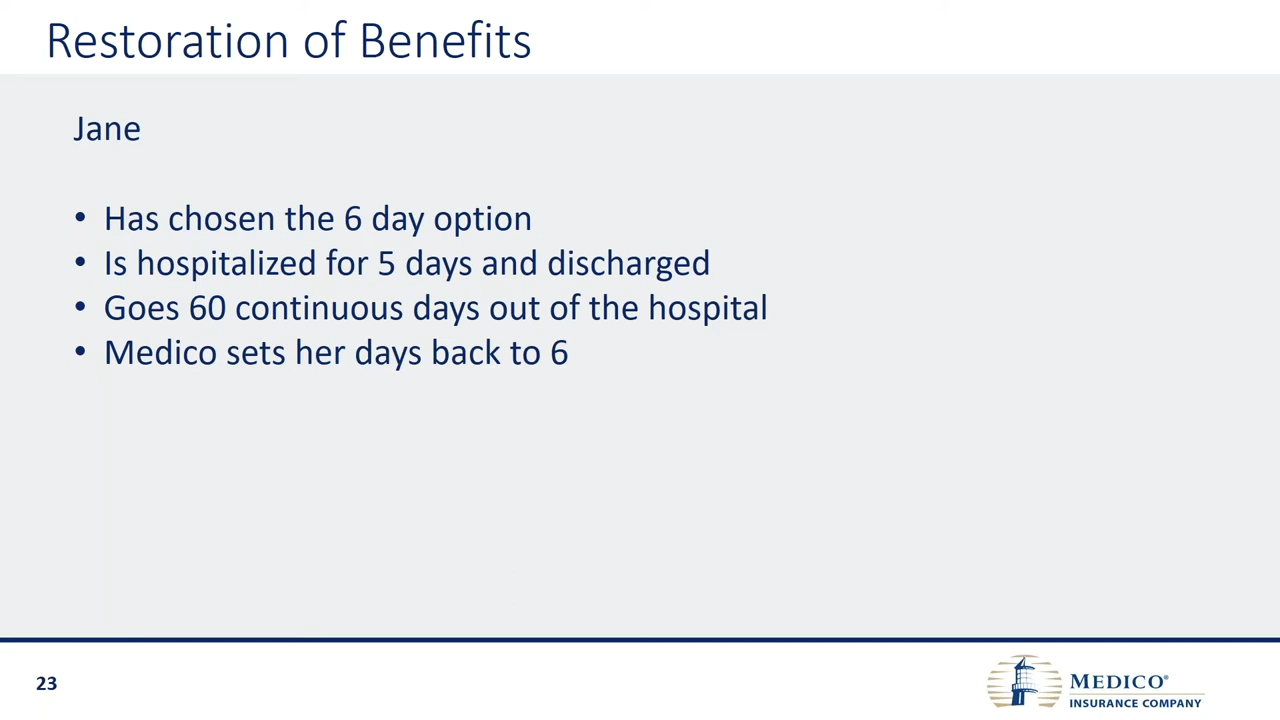 Restoration of Benefits
Jane
• Has chosen the 6 day option
• Is hospitalized for 5 days and discharged
• Goes 60 continuous days out of the hospital
• Medico sets her days back to 6
23
MEDICO®
INSURANCE COMPANY